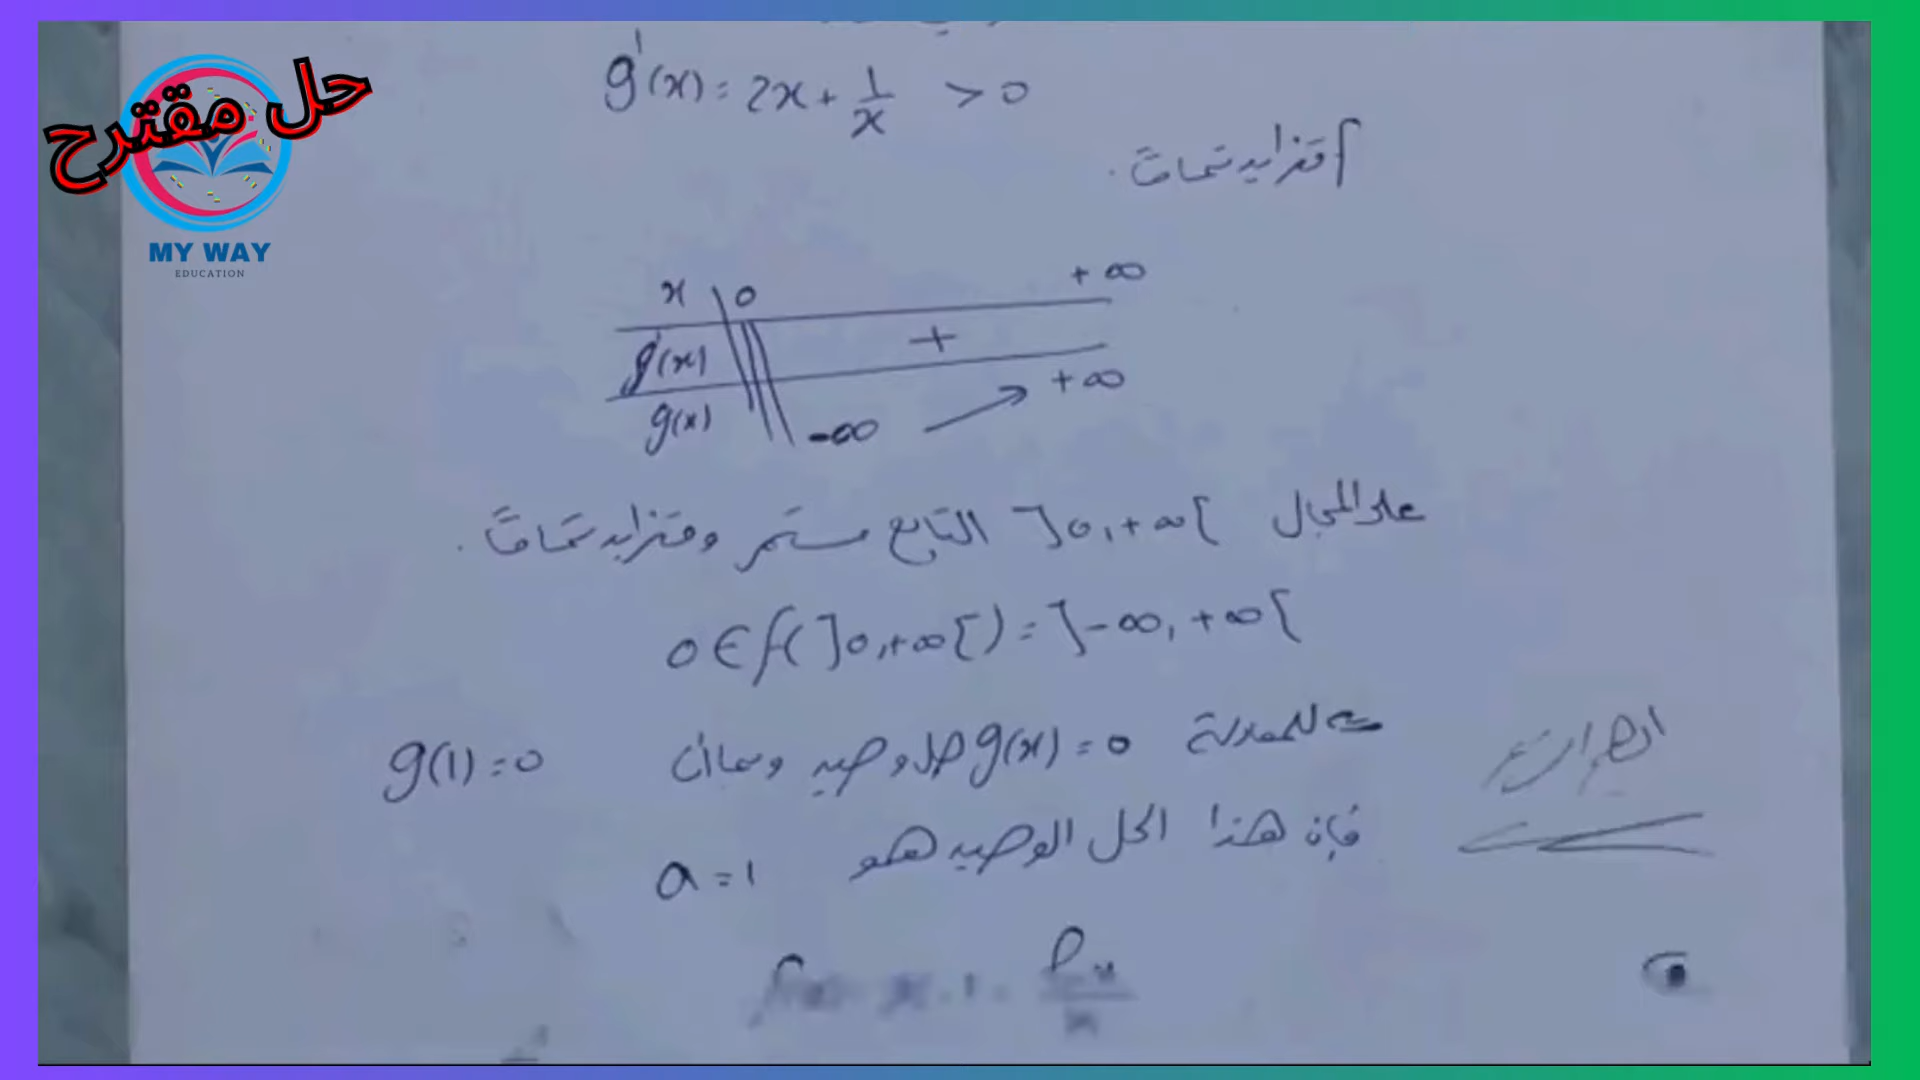 حل مقترح
MY WAY
EDUCATION
g'(x) = 2x + 1/x > 0
متزايد تماماً.
x 0 +∞
g'(x) +
g(x) -∞ +∞
على المجال ]0, +∞[ التابع مستمر ومتزايد تماماً.
0 ∈ f(]0, +∞[) = ]-∞, +∞[
للمعادلة g(x) = 0 حل وحيد وبما أن g(1) = 0
فإن هذا الحل الوحيد هو a = 1